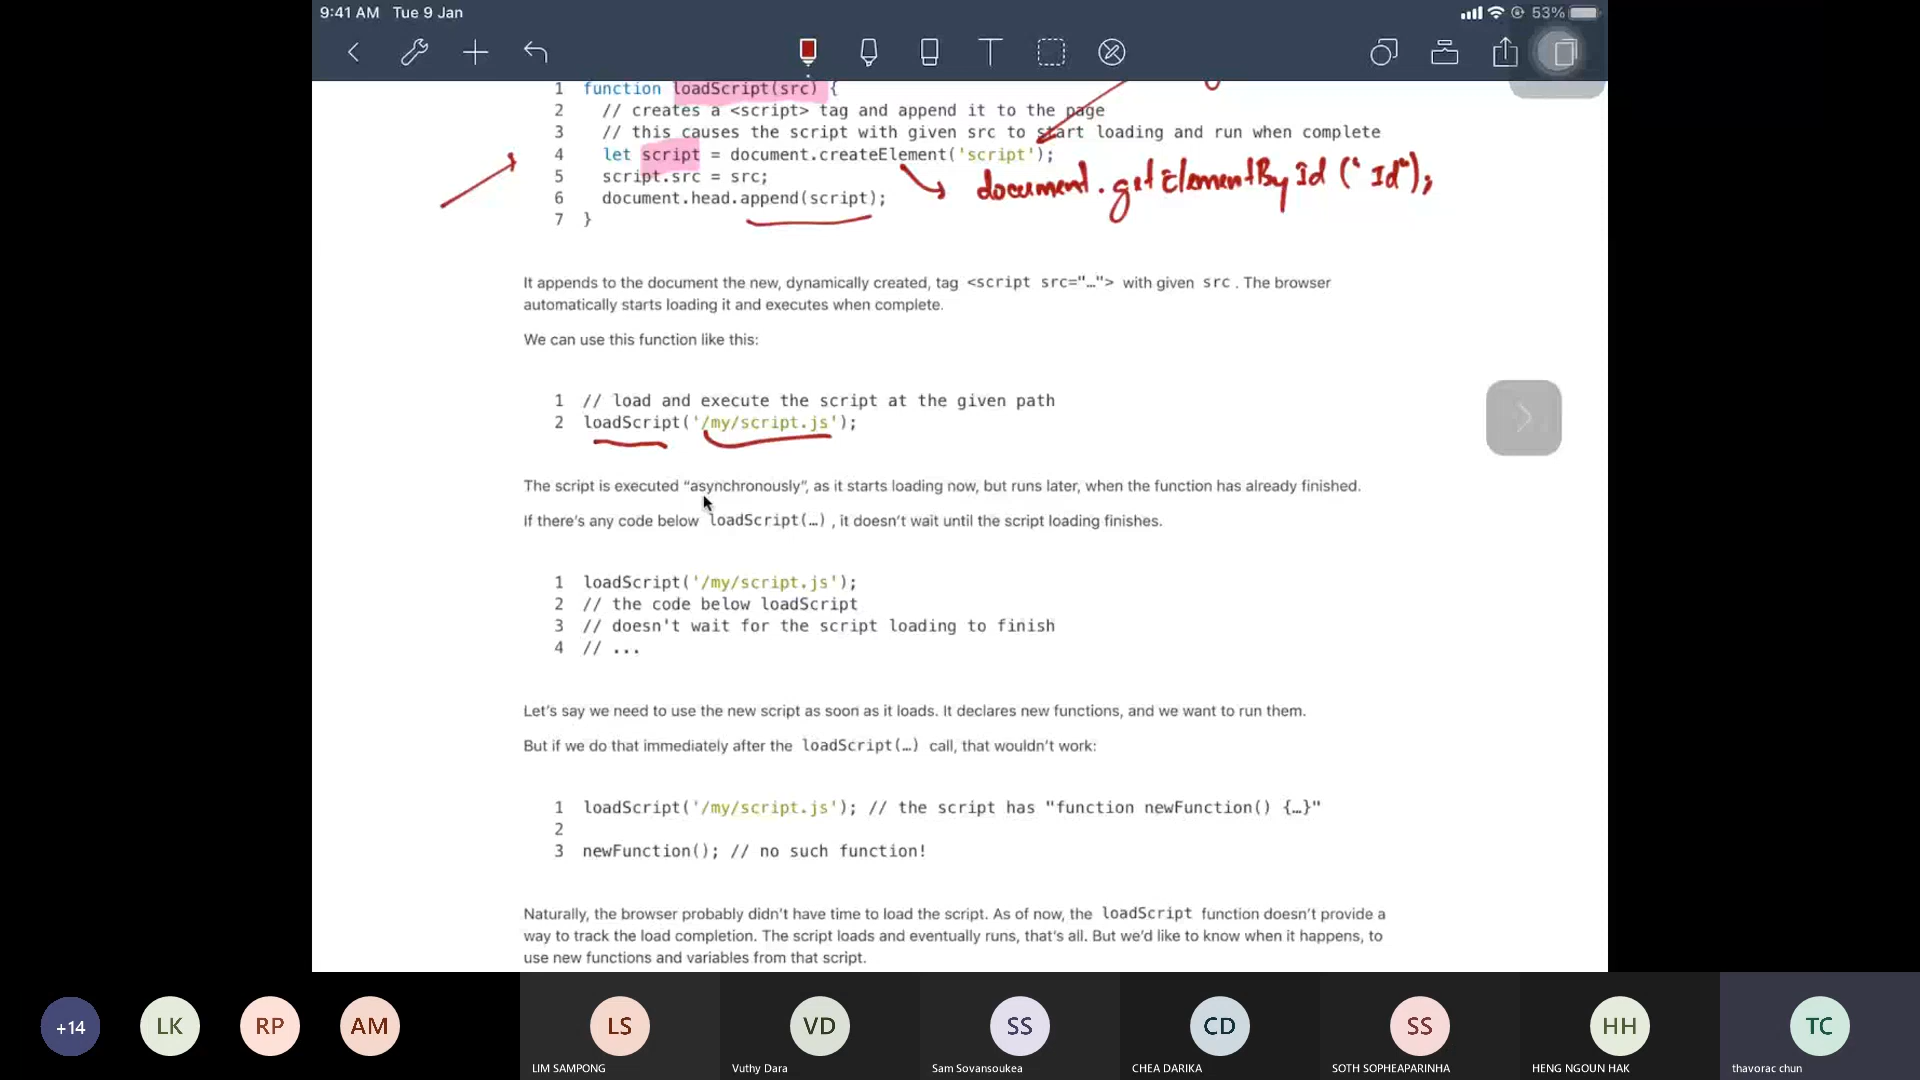 9:41 AM Tue 9 Jan
53%
1 function loadScript(src) {
2 // creates a <script> tag and append it to the page
3 // this causes the script with given src to start loading and run when complete
4 let script = document.createElement('script');
5 script.src = src;
document.getElementById ("Id");
6 document.head.append(script);
7 }
It appends to the document the new, dynamically created, tag <script src="…"> with given src . The browser
automatically starts loading it and executes when complete.
We can use this function like this:
1 // load and execute the script at the given path
2 loadScript('/my/script.js');
The script is executed “asynchronously”, as it starts loading now, but runs later, when the function has already finished.
If there’s any code below loadScript(…) , it doesn’t wait until the script loading finishes.
1 loadScript('/my/script.js');
2 // the code below loadScript
3 // doesn't wait for the script loading to finish
4 // ...
Let’s say we need to use the new script as soon as it loads. It declares new functions, and we want to run them.
But if we do that immediately after the loadScript(…) call, that wouldn’t work:
1 loadScript('/my/script.js'); // the script has "function newFunction() {…}"
2
3 newFunction(); // no such function!
Naturally, the browser probably didn’t have time to load the script. As of now, the loadScript function doesn’t provide a
way to track the load completion. The script loads and eventually runs, that’s all. But we’d like to know when it happens, to
use new functions and variables from that script.
+14 LK RP AM LS VD SS CD SS HH TC
LIM SAMPONG Vuthy Dara Sam Sovansoukea CHEA DARIKA SOTH SOPHEAPARINHA HENG NGOUN HAK thavorac chun